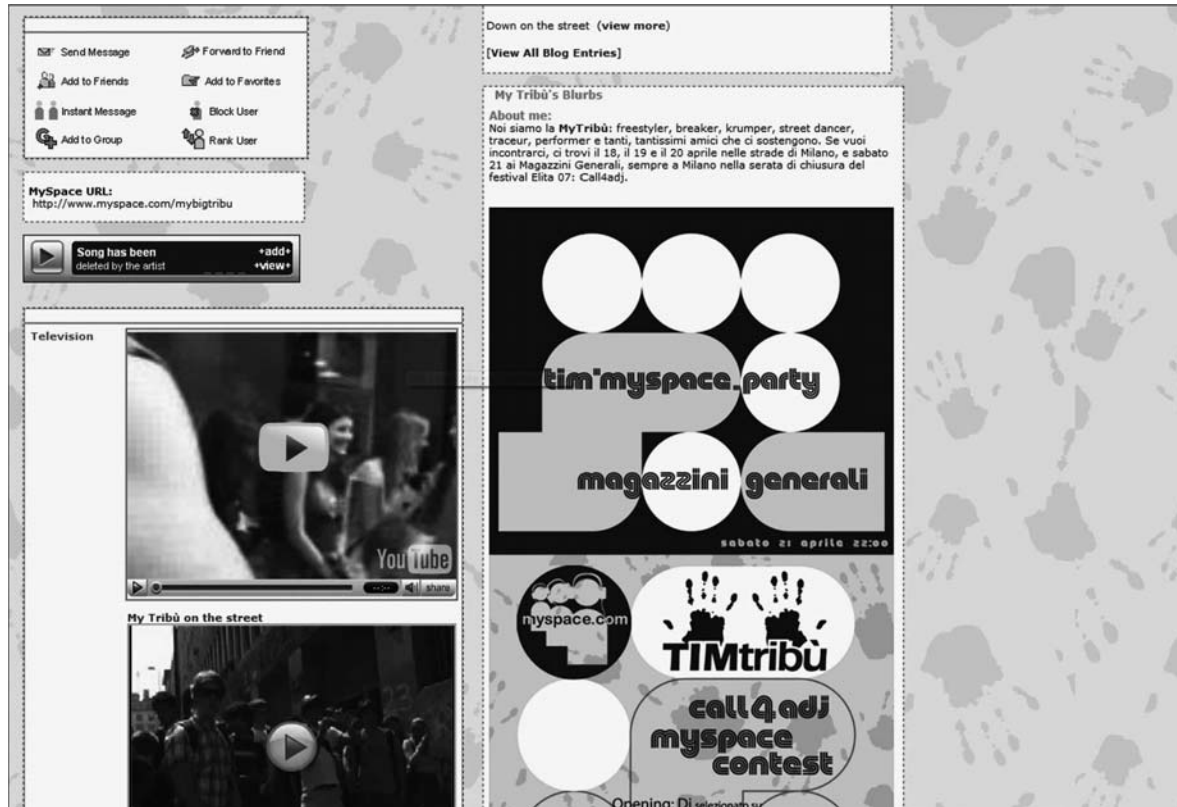 Send Message
Forward to Friend
Add to Friends
Add to Favorites
Instant Message
Block User
Add to Group
Rank User
MySpace URL:
http://www.myspace.com/mybigtribu
Song has been
deleted by the artist
+add+
+view+
Television
YouTube
share
My Tribù on the street
Down on the street (view more)
[View All Blog Entries]
My Tribù's Blurbs
About me:
Noi siamo la MyTribù: freestyler, breaker, krumper, street dancer,
traceur, performer e tanti, tantissimi amici che ci sostengono. Se vuoi
incontrarci, ci trovi il 18, il 19 e il 20 aprile nelle strade di Milano, e sabato
21 ai Magazzini Generali, sempre a Milano nella serata di chiusura del
festival Elita 07: Call4adj.
tim*myspace.party
magazzini generali
sabato 21 aprile 22:00
myspace.com
TIMtribù
call4adj
myspace
contest
Opening: Dj selezionato su